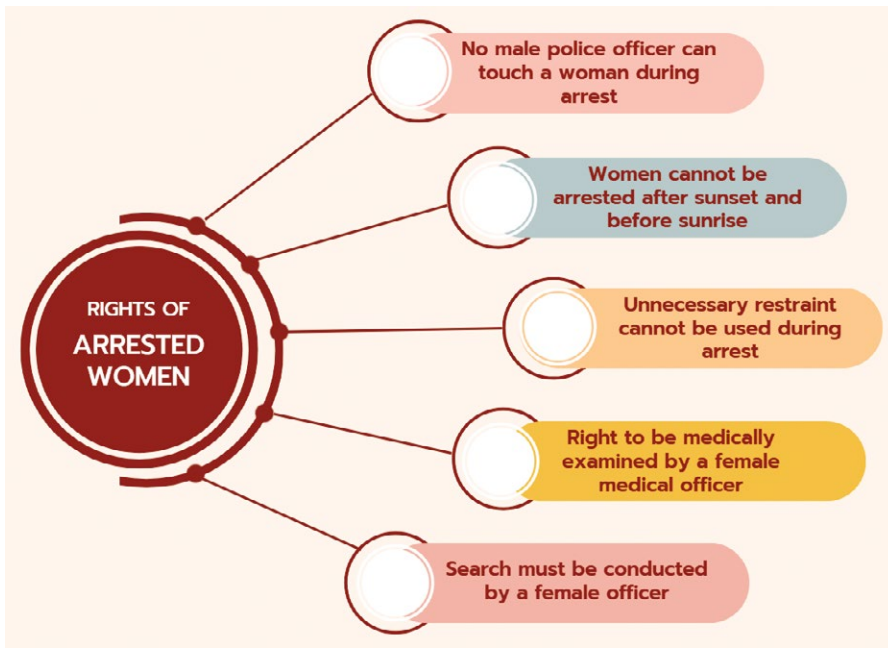 RIGHTS OF
ARRESTED
WOMEN
No male police officer can
touch a woman during
arrest
Women cannot be
arrested after sunset and
before sunrise
Unnecessary restraint
cannot be used during
arrest
Right to be medically
examined by a female
medical officer
Search must be conducted
by a female officer